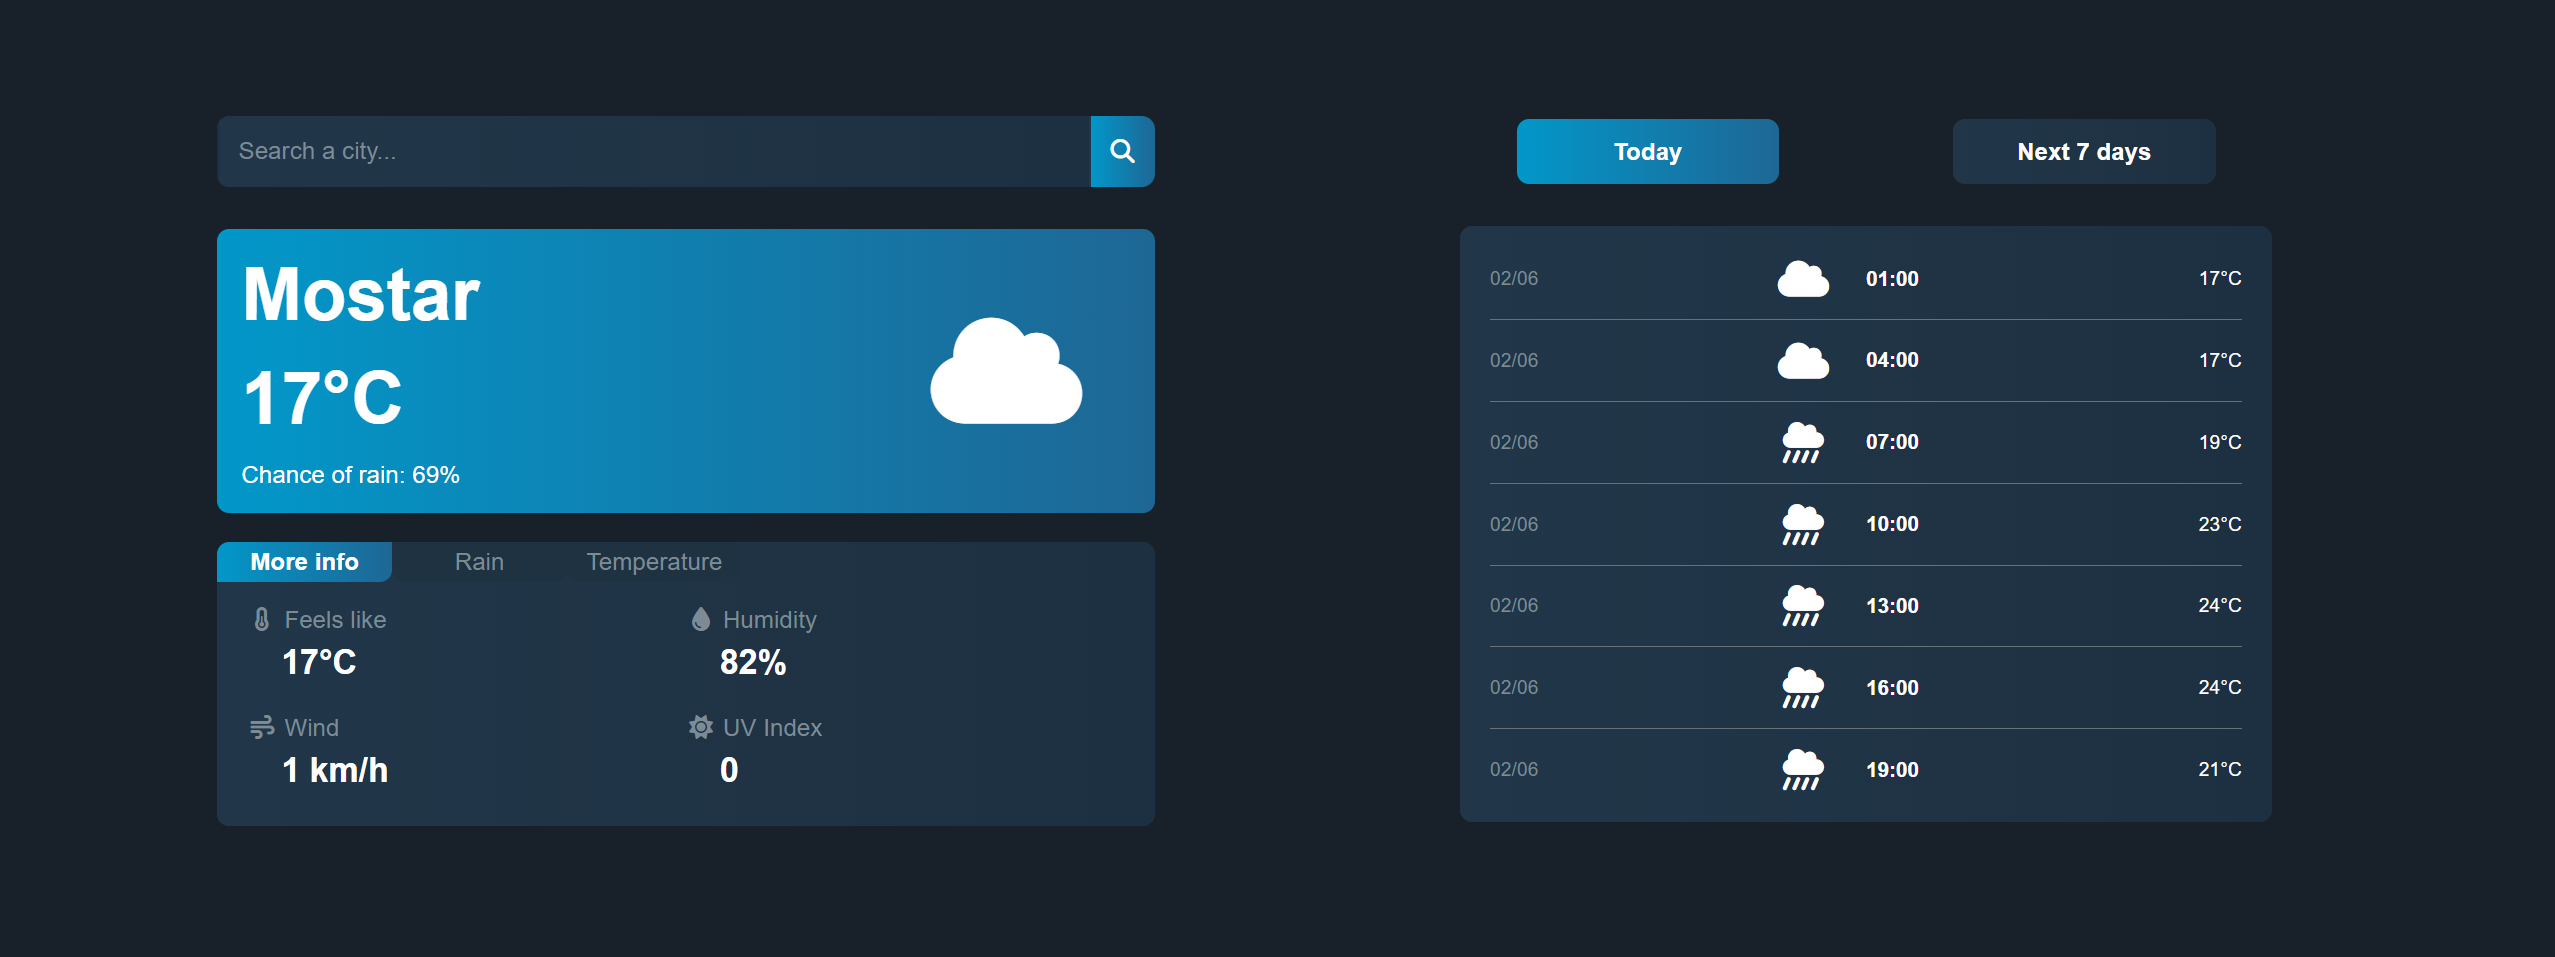 Search a city...
Mostar
17°C
Chance of rain: 69%
More info Rain Temperature
Feels like Humidity
17°C 82%
Wind UV Index
1 km/h 0
Today Next 7 days
02/06 01:00 17°C
02/06 04:00 17°C
02/06 07:00 19°C
02/06 10:00 23°C
02/06 13:00 24°C
02/06 16:00 24°C
02/06 19:00 21°C